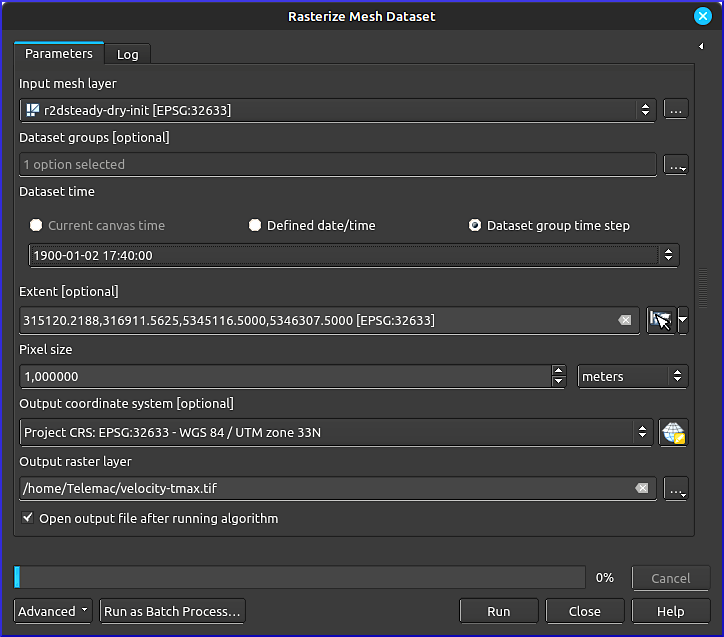 Rasterize Mesh Dataset
Parameters Log
Input mesh layer
r2dsteady-dry-init [EPSG:32633] ...
Dataset groups [optional]
1 option selected ...
Dataset time
Current canvas time Defined date/time Dataset group time step
1900-01-02 17:40:00
Extent [optional]
315120.2188,316911.5625,5345116.5000,5346307.5000 [EPSG:32633]
Pixel size
1,000000 meters
Output coordinate system [optional]
Project CRS: EPSG:32633 - WGS 84 / UTM zone 33N
Output raster layer
/home/Telemac/velocity-tmax.tif ...
Open output file after running algorithm
0% Cancel
Advanced Run as Batch Process... Run Close Help